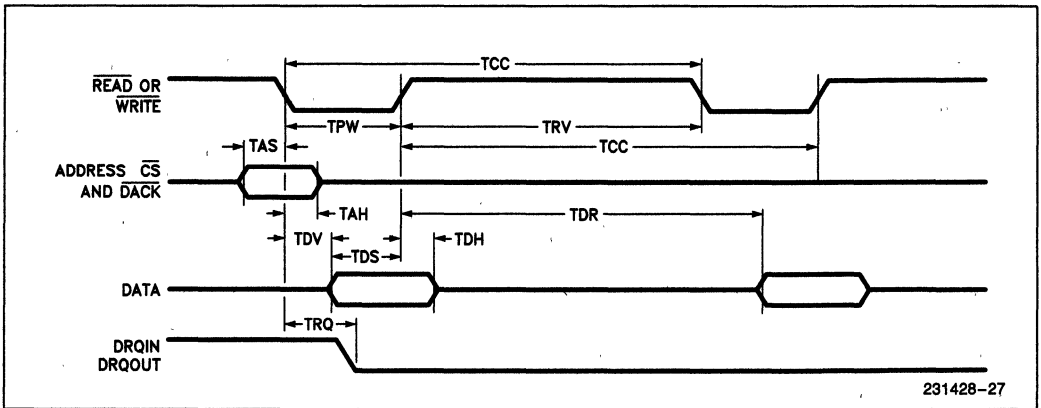 TCC
READ OR
WRITE
TPW
TRV
TAS
TCC
ADDRESS CS
AND DACK
TAH
TDR
TDV
TDH
TDS
DATA
TRQ
DRQIN
DRQOUT
231428-27